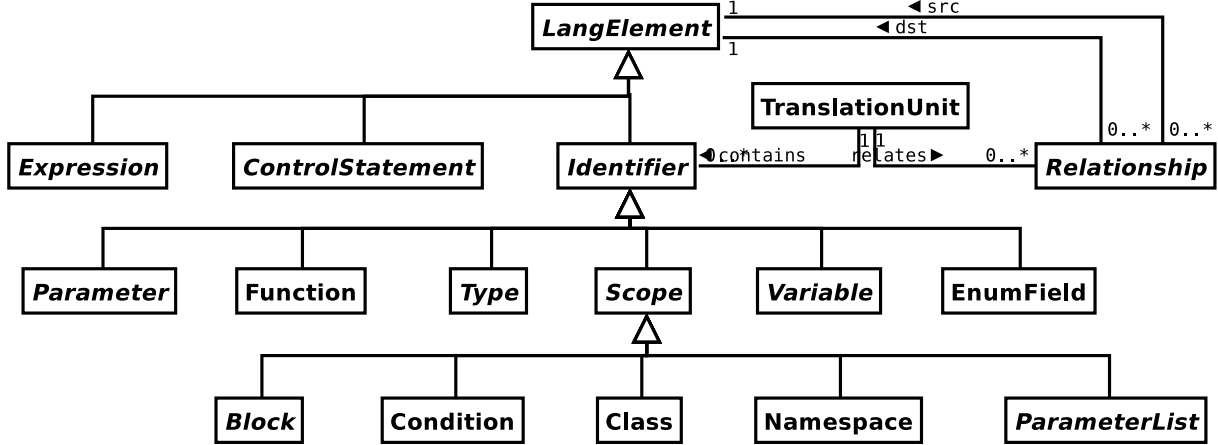 LangElement
1
◄ src
◄ dst
1
TranslationUnit
0..*
0..*
Expression
ControlStatement
Identifier
1
1
◄ contains
0..*
relates ►
0..*
Relationship
Parameter
Function
Type
Scope
Variable
EnumField
Block
Condition
Class
Namespace
ParameterList